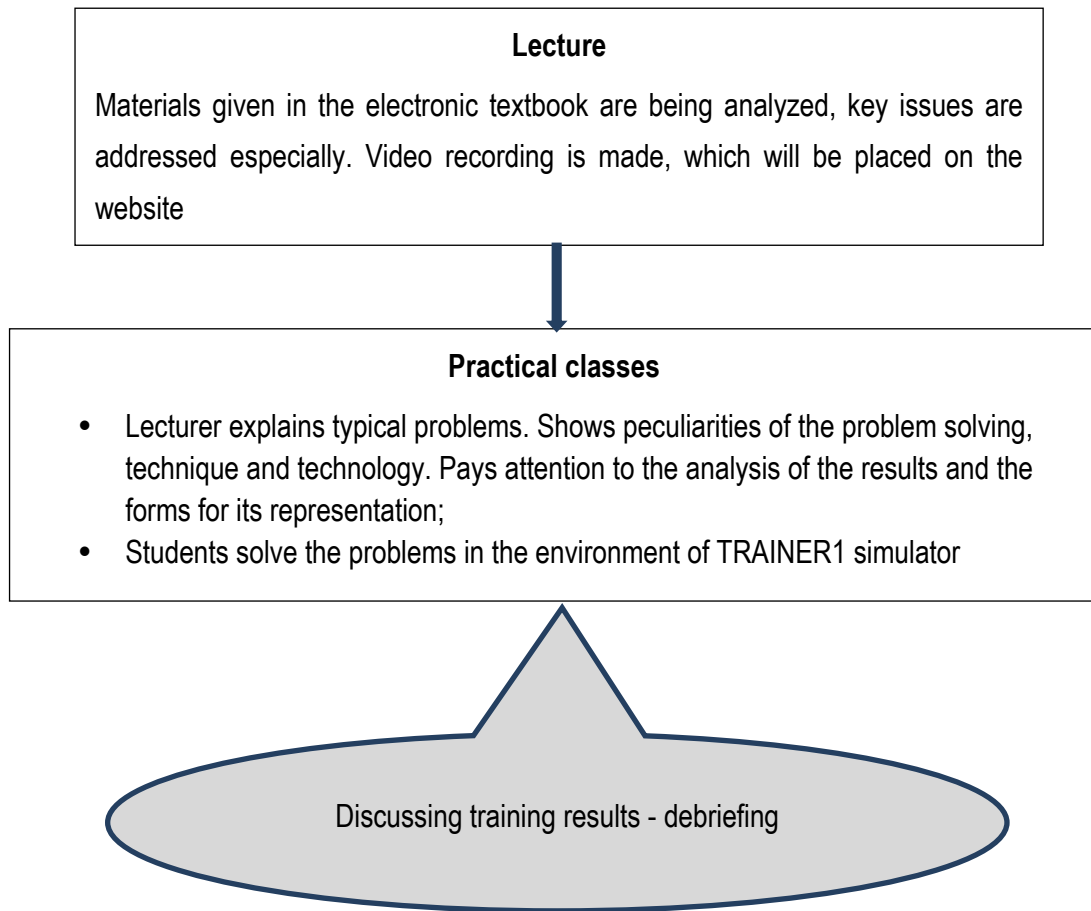 Lecture
Materials given in the electronic textbook are being analyzed, key issues are
addressed especially. Video recording is made, which will be placed on the
website
Practical classes
• Lecturer explains typical problems. Shows peculiarities of the problem solving,
technique and technology. Pays attention to the analysis of the results and the
forms for its representation;
• Students solve the problems in the environment of TRAINER1 simulator
Discussing training results - debriefing